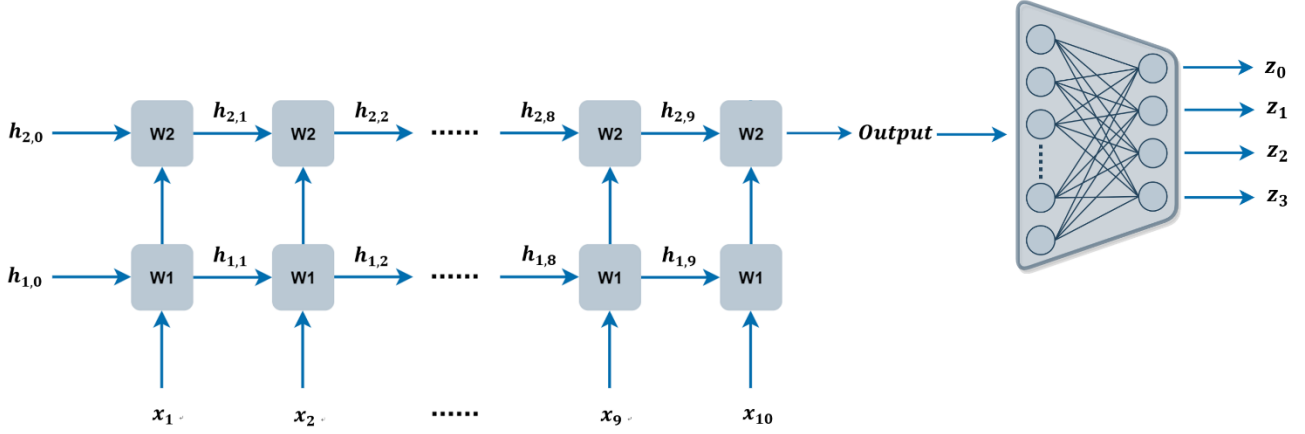 z₀
h₂,₁ h₂,₂ h₂,₈ h₂,₉ z₁
h₂,₀ W2 W2 ...... W2 W2 Output
z₂
z₃
h₁,₁ h₁,₂ h₁,₈ h₁,₉
h₁,₀ W1 W1 ...... W1 W1
x₁ x₂ ...... x₉ x₁₀